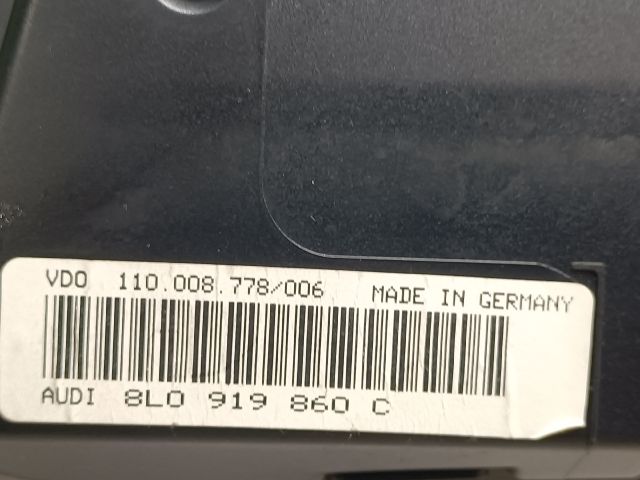 VDO 110.008.778/006 MADE IN GERMANY
AUDI 8L0 919 860 C